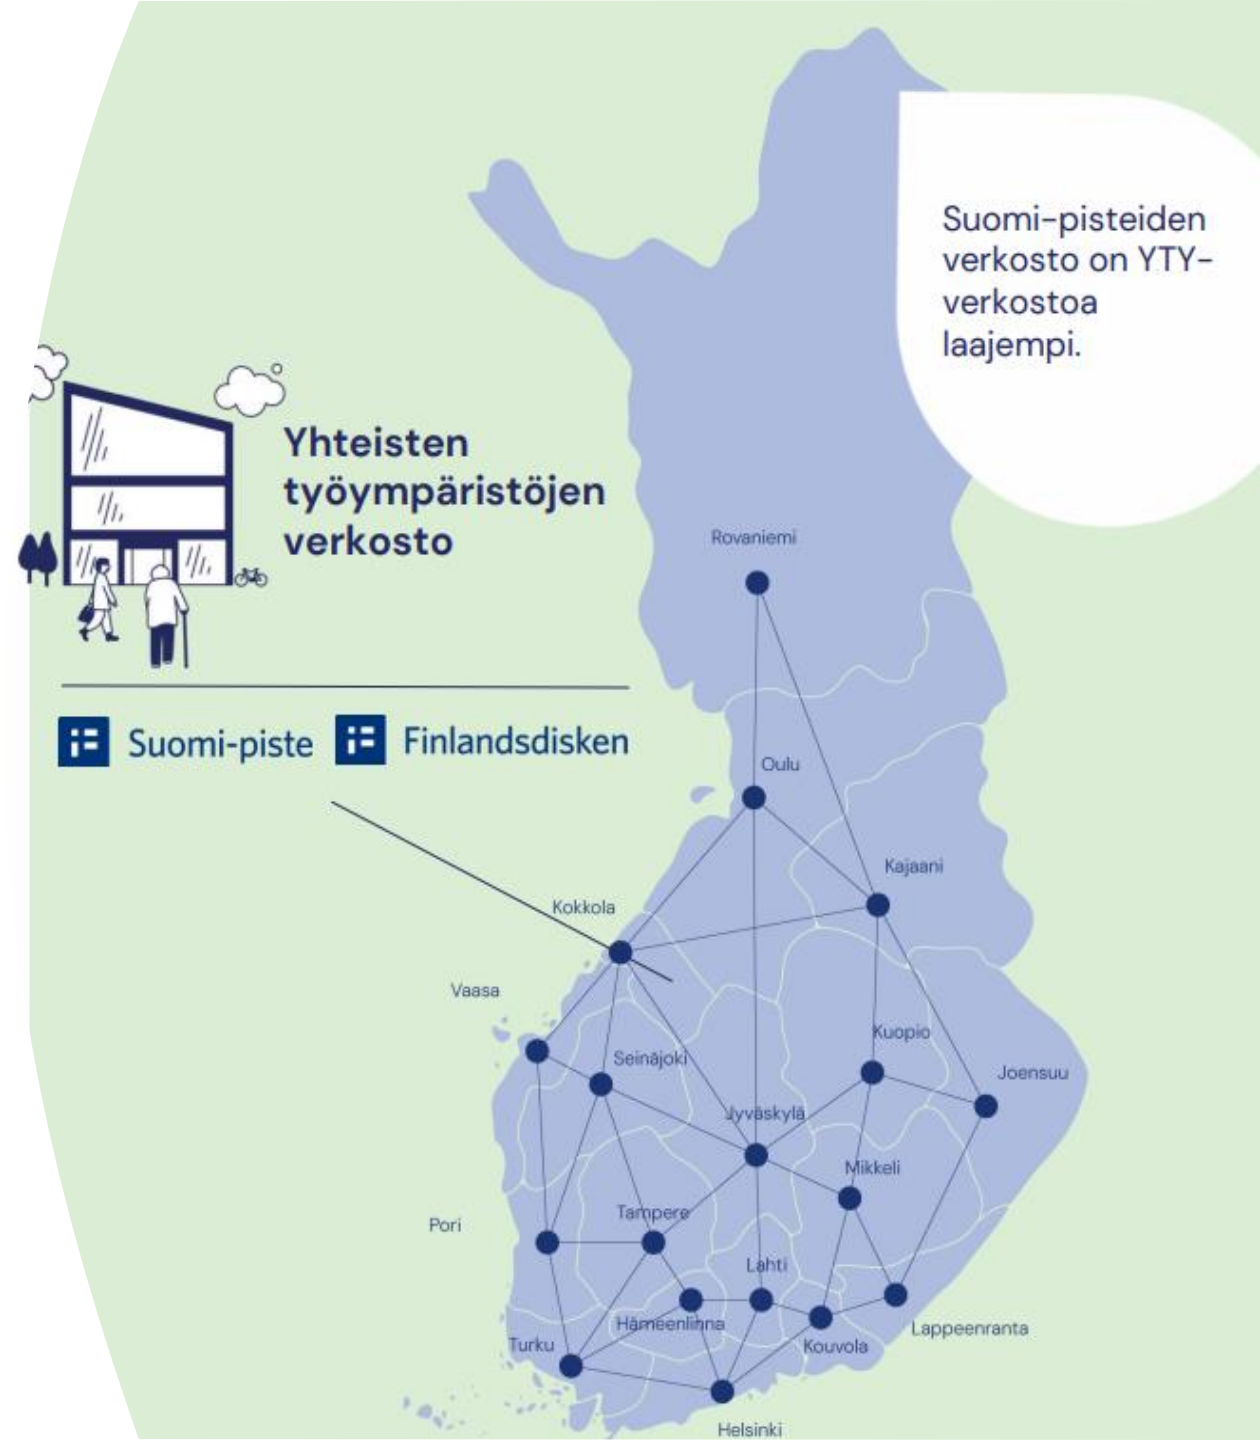 Suomi-pisteiden
verkosto on YTY-
verkostoa
laajempi.
Yhteisten
työympäristöjen
verkosto
Suomi-piste
Finlandsdisken
Rovaniemi
Oulu
Kajaani
Kokkola
Vaasa
Kuopio
Seinäjoki
Joensuu
Jyväskylä
Mikkeli
Tampere
Pori
Lahti
Hämeenlinna
Lappeenranta
Turku
Kouvola
Helsinki